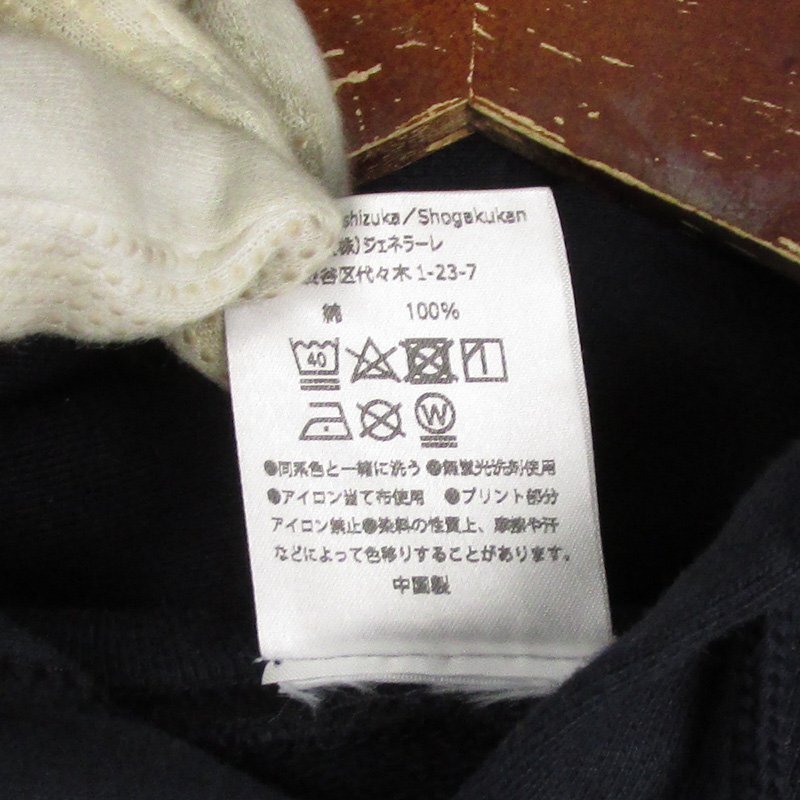 shizuka/Shogakukan
ジェネラーレ
谷区代々木1-23-7
綿 100%
40
W
●同系色と一緒に洗う●無蛍光洗剤使用
●アイロン当て布使用 ●プリント部分
アイロン禁止●染料の性質上、摩擦や汗
などによって色移りすることがあります。
中国製